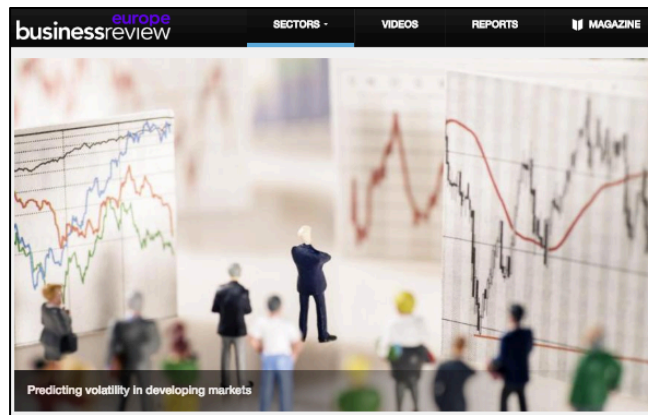 europe
businessreview
SECTORS -
VIDEOS
REPORTS
MAGAZINE
Predicting volatility in developing markets